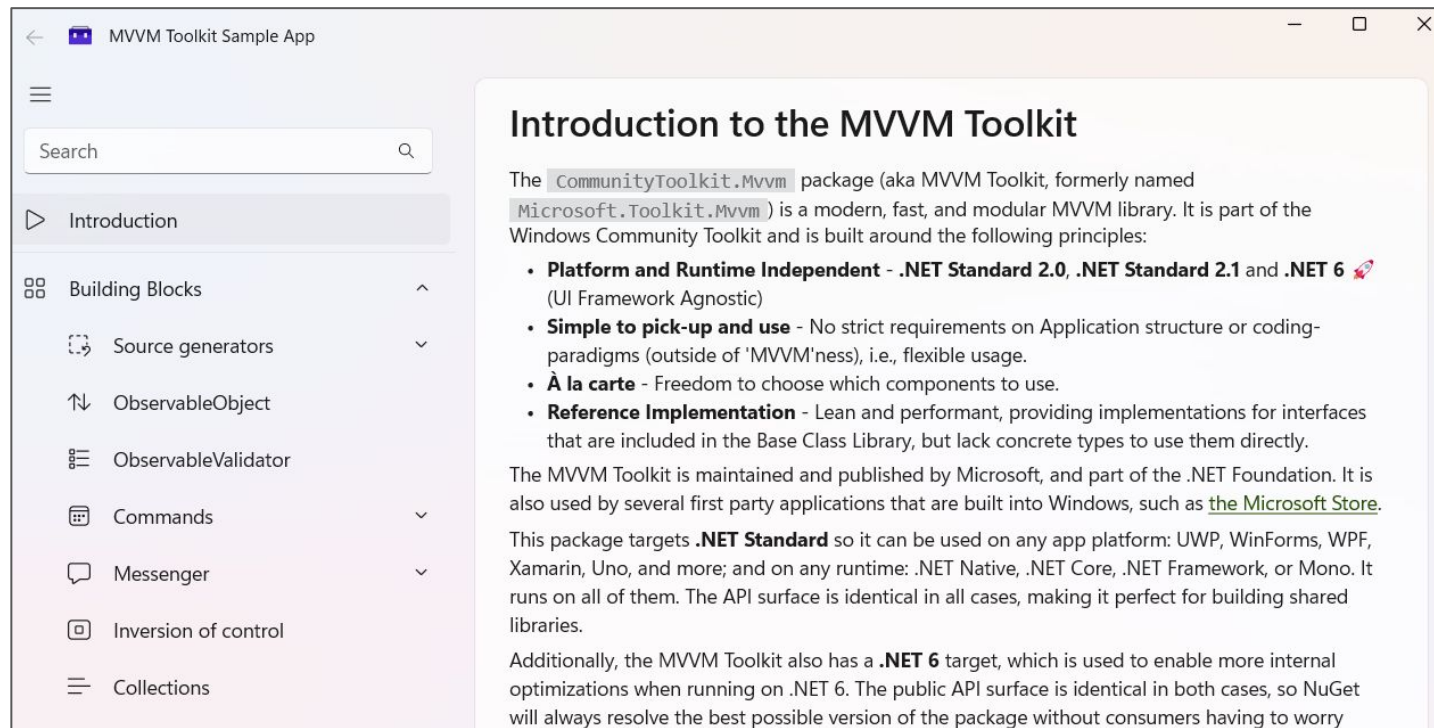 MVVM Toolkit Sample App
Search
Introduction
Building Blocks
Source generators
ObservableObject
ObservableValidator
Commands
Messenger
Inversion of control
Collections
Introduction to the MVVM Toolkit
The CommunityToolkit.Mvvm package (aka MVVM Toolkit, formerly named
Microsoft.Toolkit.Mvvm) is a modern, fast, and modular MVVM library. It is part of the
Windows Community Toolkit and is built around the following principles:
• Platform and Runtime Independent - .NET Standard 2.0, .NET Standard 2.1 and .NET 6 🚀
(UI Framework Agnostic)
• Simple to pick-up and use - No strict requirements on Application structure or coding-
paradigms (outside of 'MVVM'ness), i.e., flexible usage.
• À la carte - Freedom to choose which components to use.
• Reference Implementation - Lean and performant, providing implementations for interfaces
that are included in the Base Class Library, but lack concrete types to use them directly.
The MVVM Toolkit is maintained and published by Microsoft, and part of the .NET Foundation. It is
also used by several first party applications that are built into Windows, such as the Microsoft Store.
This package targets .NET Standard so it can be used on any app platform: UWP, WinForms, WPF,
Xamarin, Uno, and more; and on any runtime: .NET Native, .NET Core, .NET Framework, or Mono. It
runs on all of them. The API surface is identical in all cases, making it perfect for building shared
libraries.
Additionally, the MVVM Toolkit also has a .NET 6 target, which is used to enable more internal
optimizations when running on .NET 6. The public API surface is identical in both cases, so NuGet
will always resolve the best possible version of the package without consumers having to worry